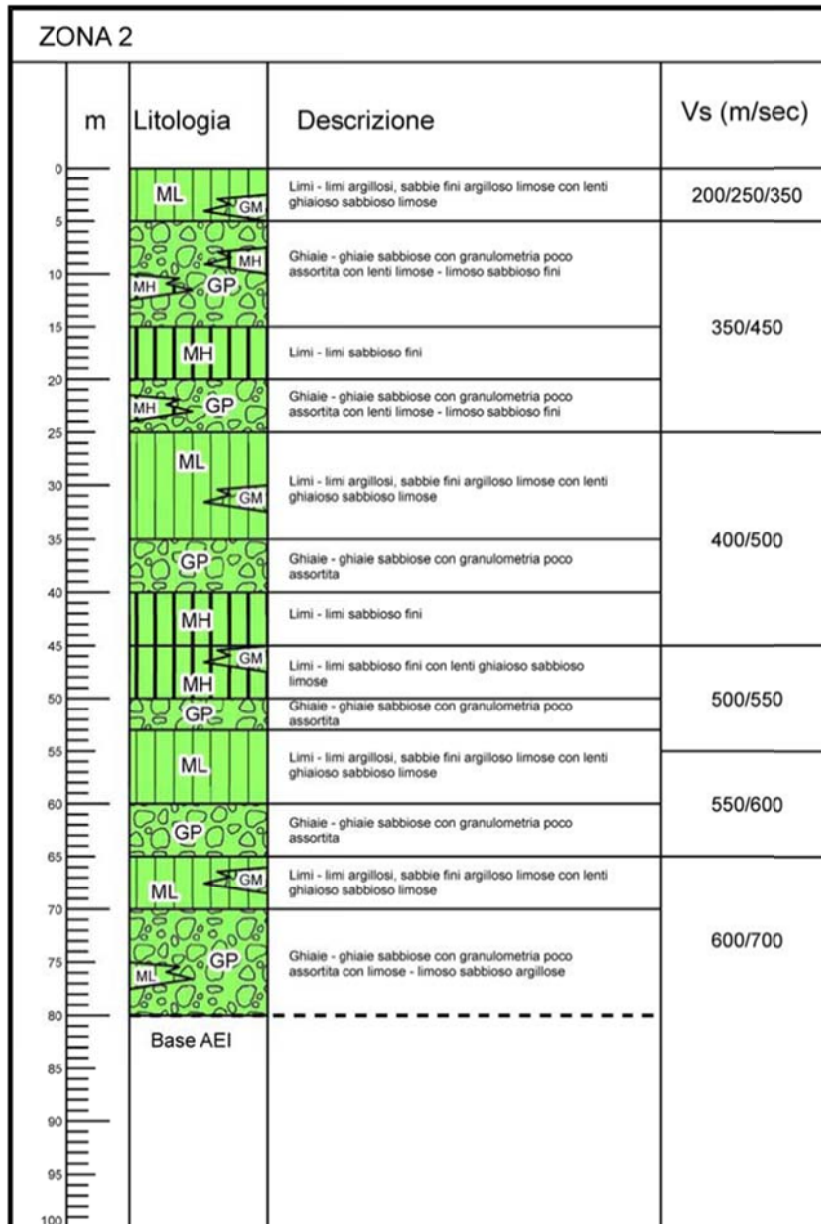 ZONA 2
m
Litologia
Descrizione
Vs (m/sec)
0
ML
GM
Limi - limi argillosi, sabbie fini argilloso limose con lenti
ghiaioso sabbioso limose
200/250/350
5
MH
GP
MH
Ghiaie - ghiaie sabbiose con granulometria poco
assortita con lenti limose - limoso sabbioso fini
10
350/450
15
MH
Limi - limi sabbioso fini
20
MH
GP
Ghiaie - ghiaie sabbiose con granulometria poco
assortita con lenti limose - limoso sabbioso fini
25
ML
GM
Limi - limi argillosi, sabbie fini argilloso limose con lenti
ghiaioso sabbioso limose
30
400/500
35
GP
Ghiaie - ghiaie sabbiose con granulometria poco
assortita
40
MH
Limi - limi sabbioso fini
45
GM
MH
Limi - limi sabbioso fini con lenti ghiaioso sabbioso
limose
500/550
50
GP
Ghiaie - ghiaie sabbiose con granulometria poco
assortita
55
ML
Limi - limi argillosi, sabbie fini argilloso limose con lenti
ghiaioso sabbioso limose
550/600
60
GP
Ghiaie - ghiaie sabbiose con granulometria poco
assortita
65
GM
ML
Limi - limi argillosi, sabbie fini argilloso limose con lenti
ghiaioso sabbioso limose
70
600/700
GP
ML
Ghiaie - ghiaie sabbiose con granulometria poco
assortita con limose - limoso sabbioso argillose
75
80
Base AEI
85
90
95
100